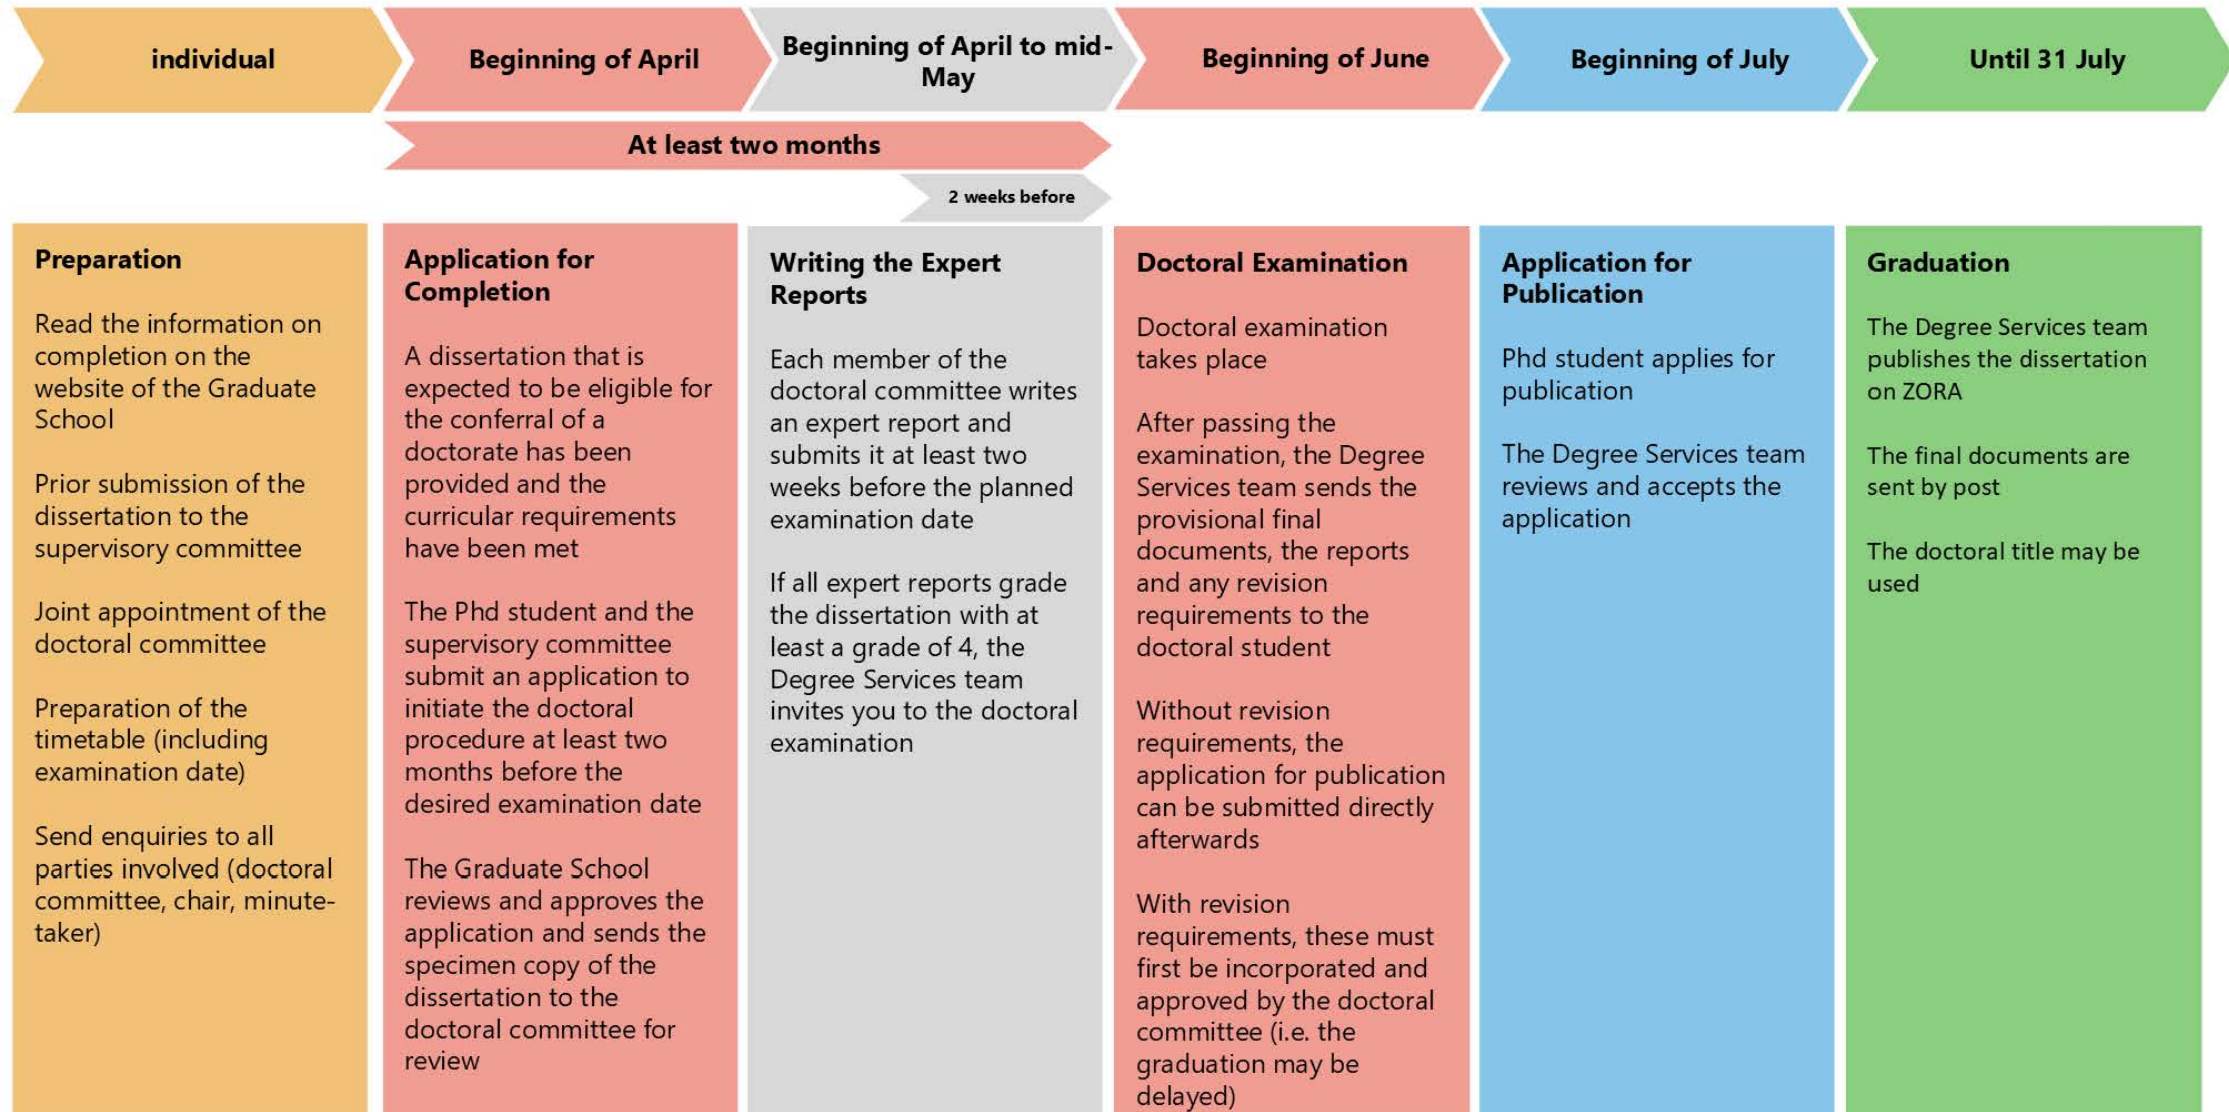 individual
Beginning of April
Beginning of April to mid-
May
Beginning of June
Beginning of July
Until 31 July
At least two months
2 weeks before
Preparation
Read the information on
completion on the
website of the Graduate
School
Prior submission of the
dissertation to the
supervisory committee
Joint appointment of the
doctoral committee
Preparation of the
timetable (including
examination date)
Send enquiries to all
parties involved (doctoral
committee, chair, minute-
taker)
Application for
Completion
A dissertation that is
expected to be eligible for
the conferral of a
doctorate has been
provided and the
curricular requirements
have been met
The Phd student and the
supervisory committee
submit an application to
initiate the doctoral
procedure at least two
months before the
desired examination date
The Graduate School
reviews and approves the
application and sends the
specimen copy of the
dissertation to the
doctoral committee for
review
Writing the Expert
Reports
Each member of the
doctoral committee writes
an expert report and
submits it at least two
weeks before the planned
examination date
If all expert reports grade
the dissertation with at
least a grade of 4, the
Degree Services team
invites you to the doctoral
examination
Doctoral Examination
Doctoral examination
takes place
After passing the
examination, the Degree
Services team sends the
provisional final
documents, the reports
and any revision
requirements to the
doctoral student
Without revision
requirements, the
application for publication
can be submitted directly
afterwards
With revision
requirements, these must
first be incorporated and
approved by the doctoral
committee (i.e. the
graduation may be
delayed)
Application for
Publication
Phd student applies for
publication
The Degree Services team
reviews and accepts the
application
Graduation
The Degree Services team
publishes the dissertation
on ZORA
The final documents are
sent by post
The doctoral title may be
used